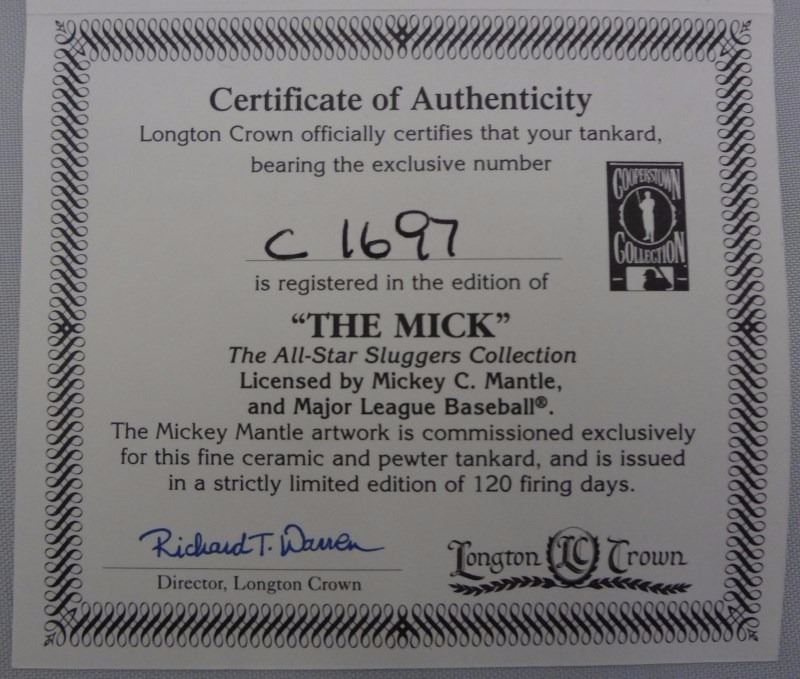 Certificate of Authenticity
Longton Crown officially certifies that your tankard,
bearing the exclusive number
COOPERSTOWN
COLLECTION
C 1697
is registered in the edition of
“THE MICK”
The All-Star Sluggers Collection
Licensed by Mickey C. Mantle,
and Major League Baseball®.
The Mickey Mantle artwork is commissioned exclusively
for this fine ceramic and pewter tankard, and is issued
in a strictly limited edition of 120 firing days.
Richard T. Warren
Director, Longton Crown
Longton LC Crown